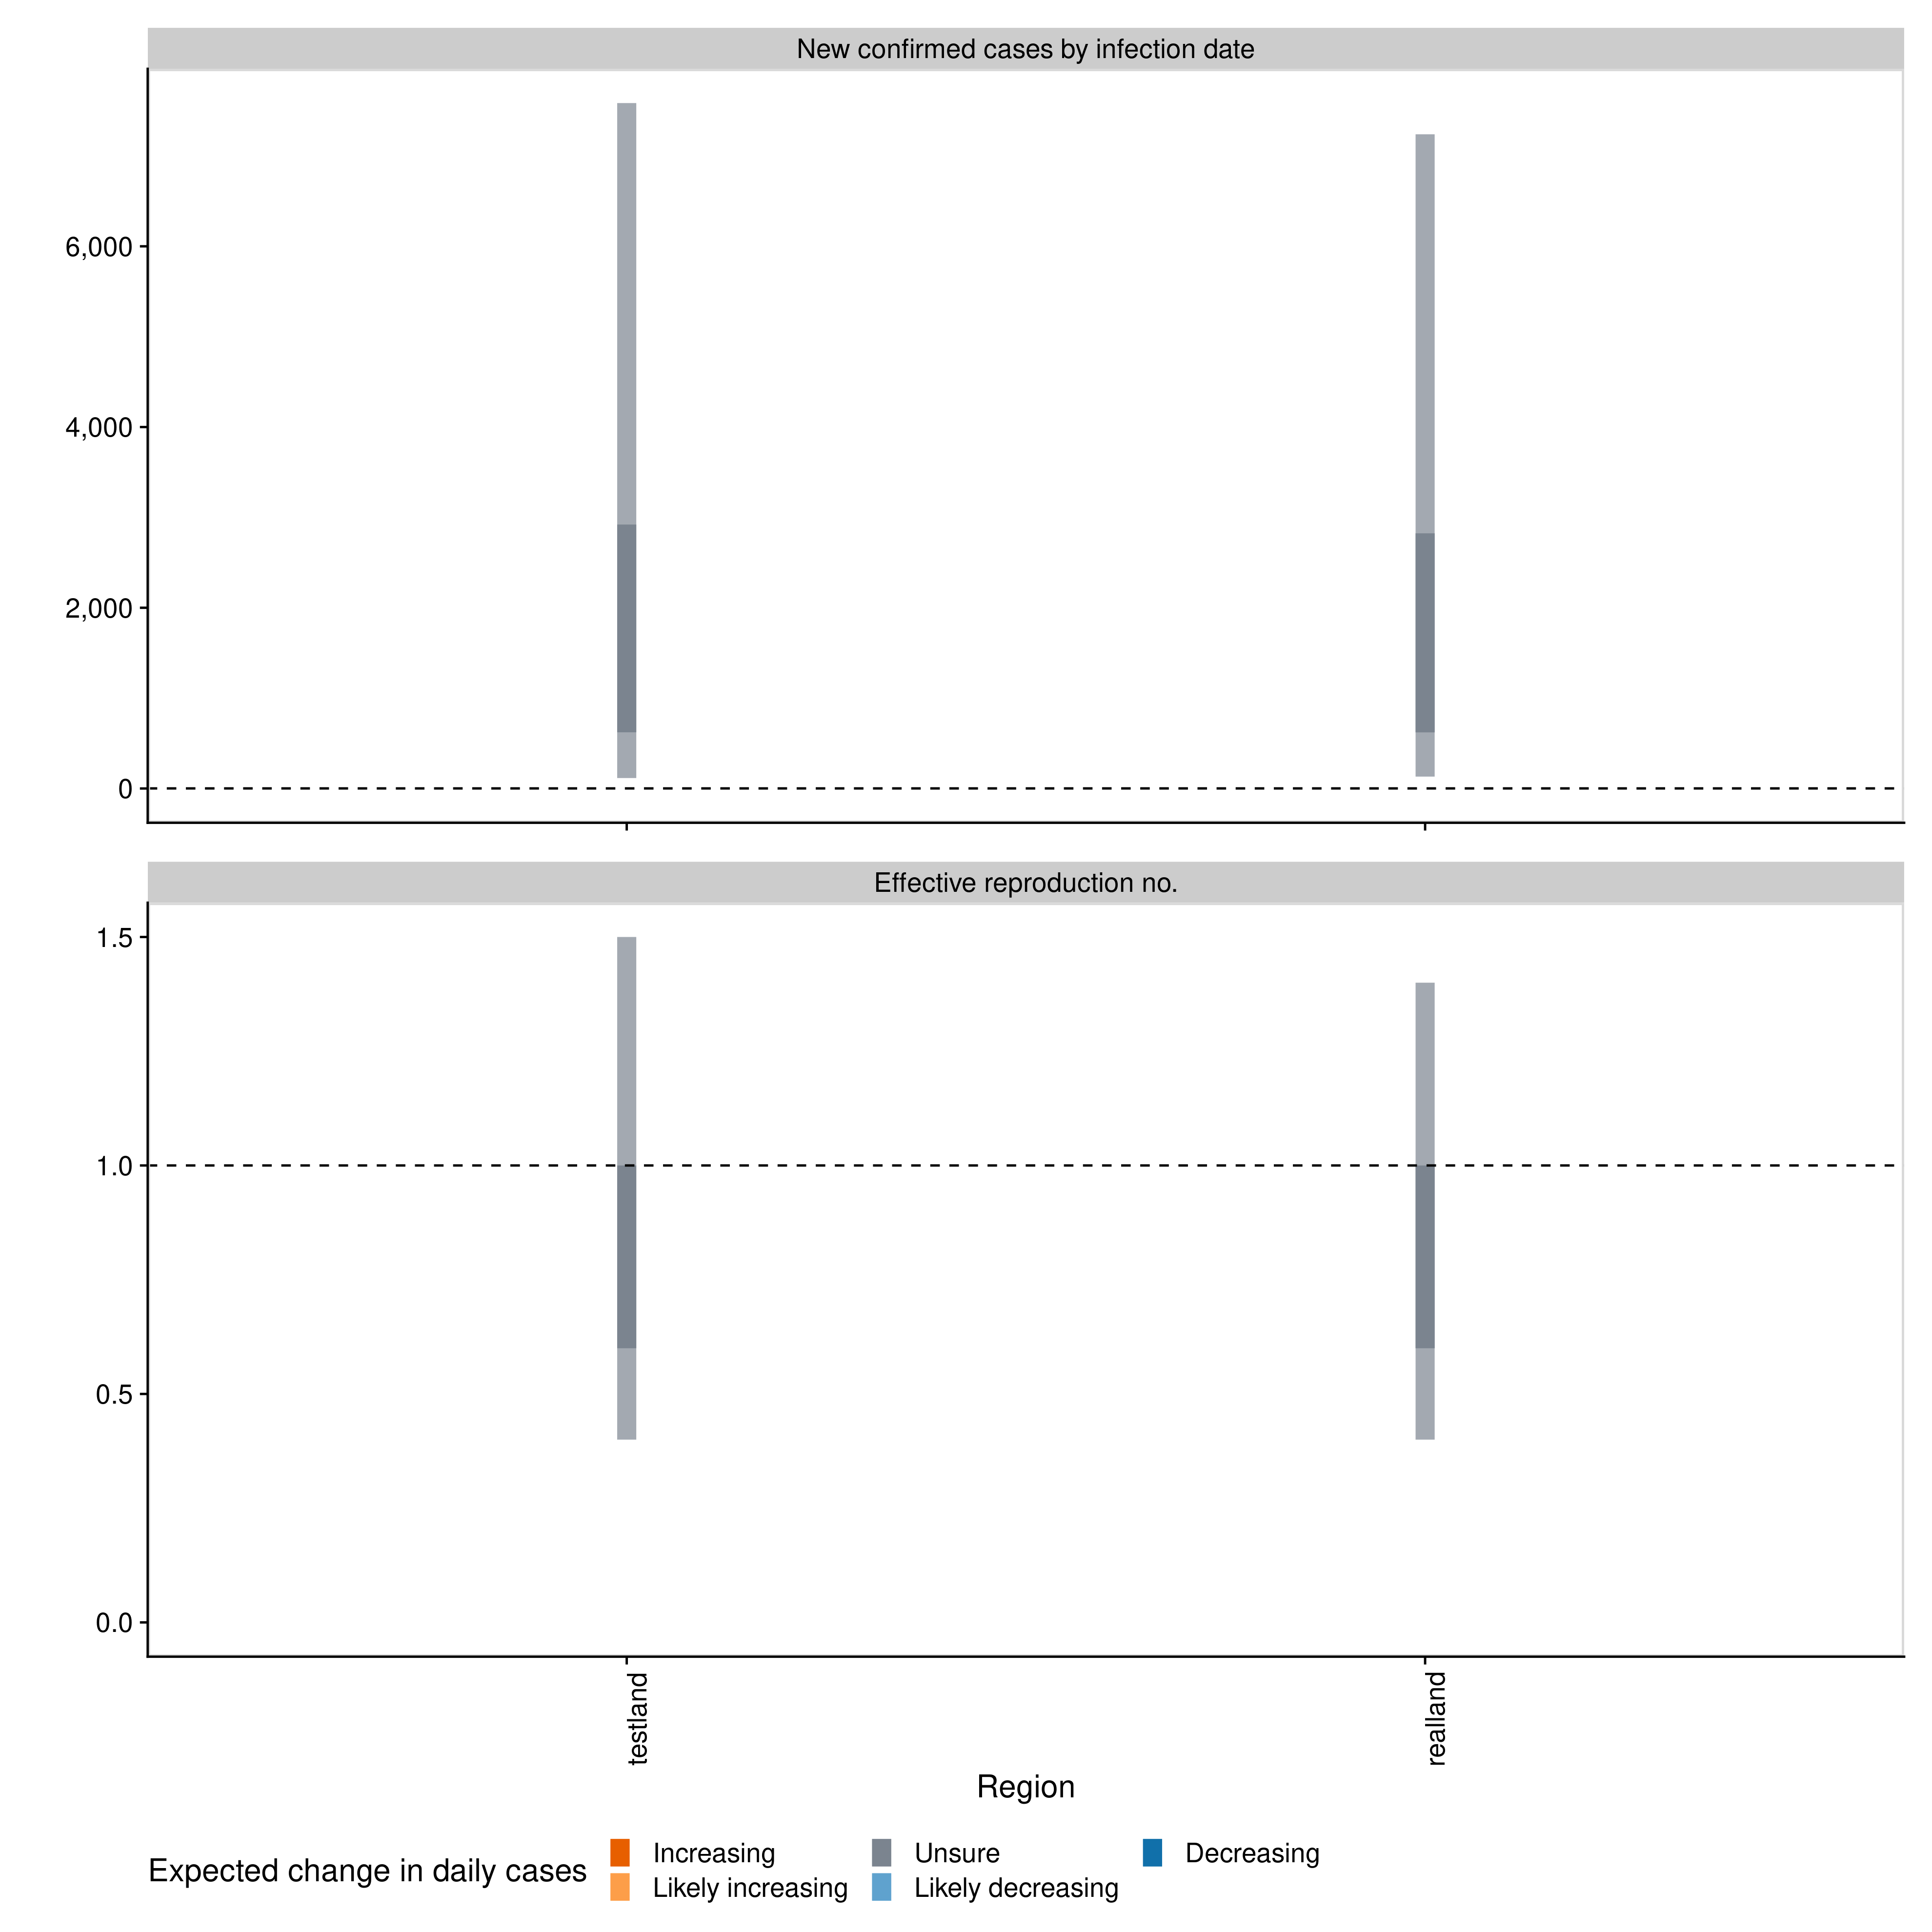 New confirmed cases by infection date
6,000
4,000
2,000
0
Effective reproduction no.
1.5
1.0
0.5
0.0
testland
realland
Region
Expected change in daily cases
Increasing
Unsure
Decreasing
Likely increasing
Likely decreasing